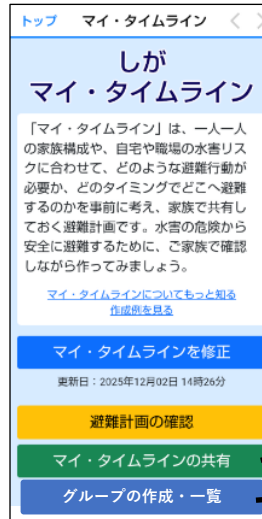 トップ マイ・タイムライン
しが
マイ・タイムライン
「マイ・タイムライン」は、一人一人
の家族構成や、自宅や職場の水害リス
クに合わせて、どのような避難行動が
必要か、どのタイミングでどこへ避難
するのかを事前に考え、家族で共有し
ておく避難計画です。水害の危険から
安全に避難するために、ご家族で確認
しながら作ってみましょう。
マイ・タイムラインについてもっと知る
作成例を見る
マイ・タイムラインを修正
更新日：2025年12月02日 14時26分
避難計画の確認
マイ・タイムラインの共有
グループの作成・一覧